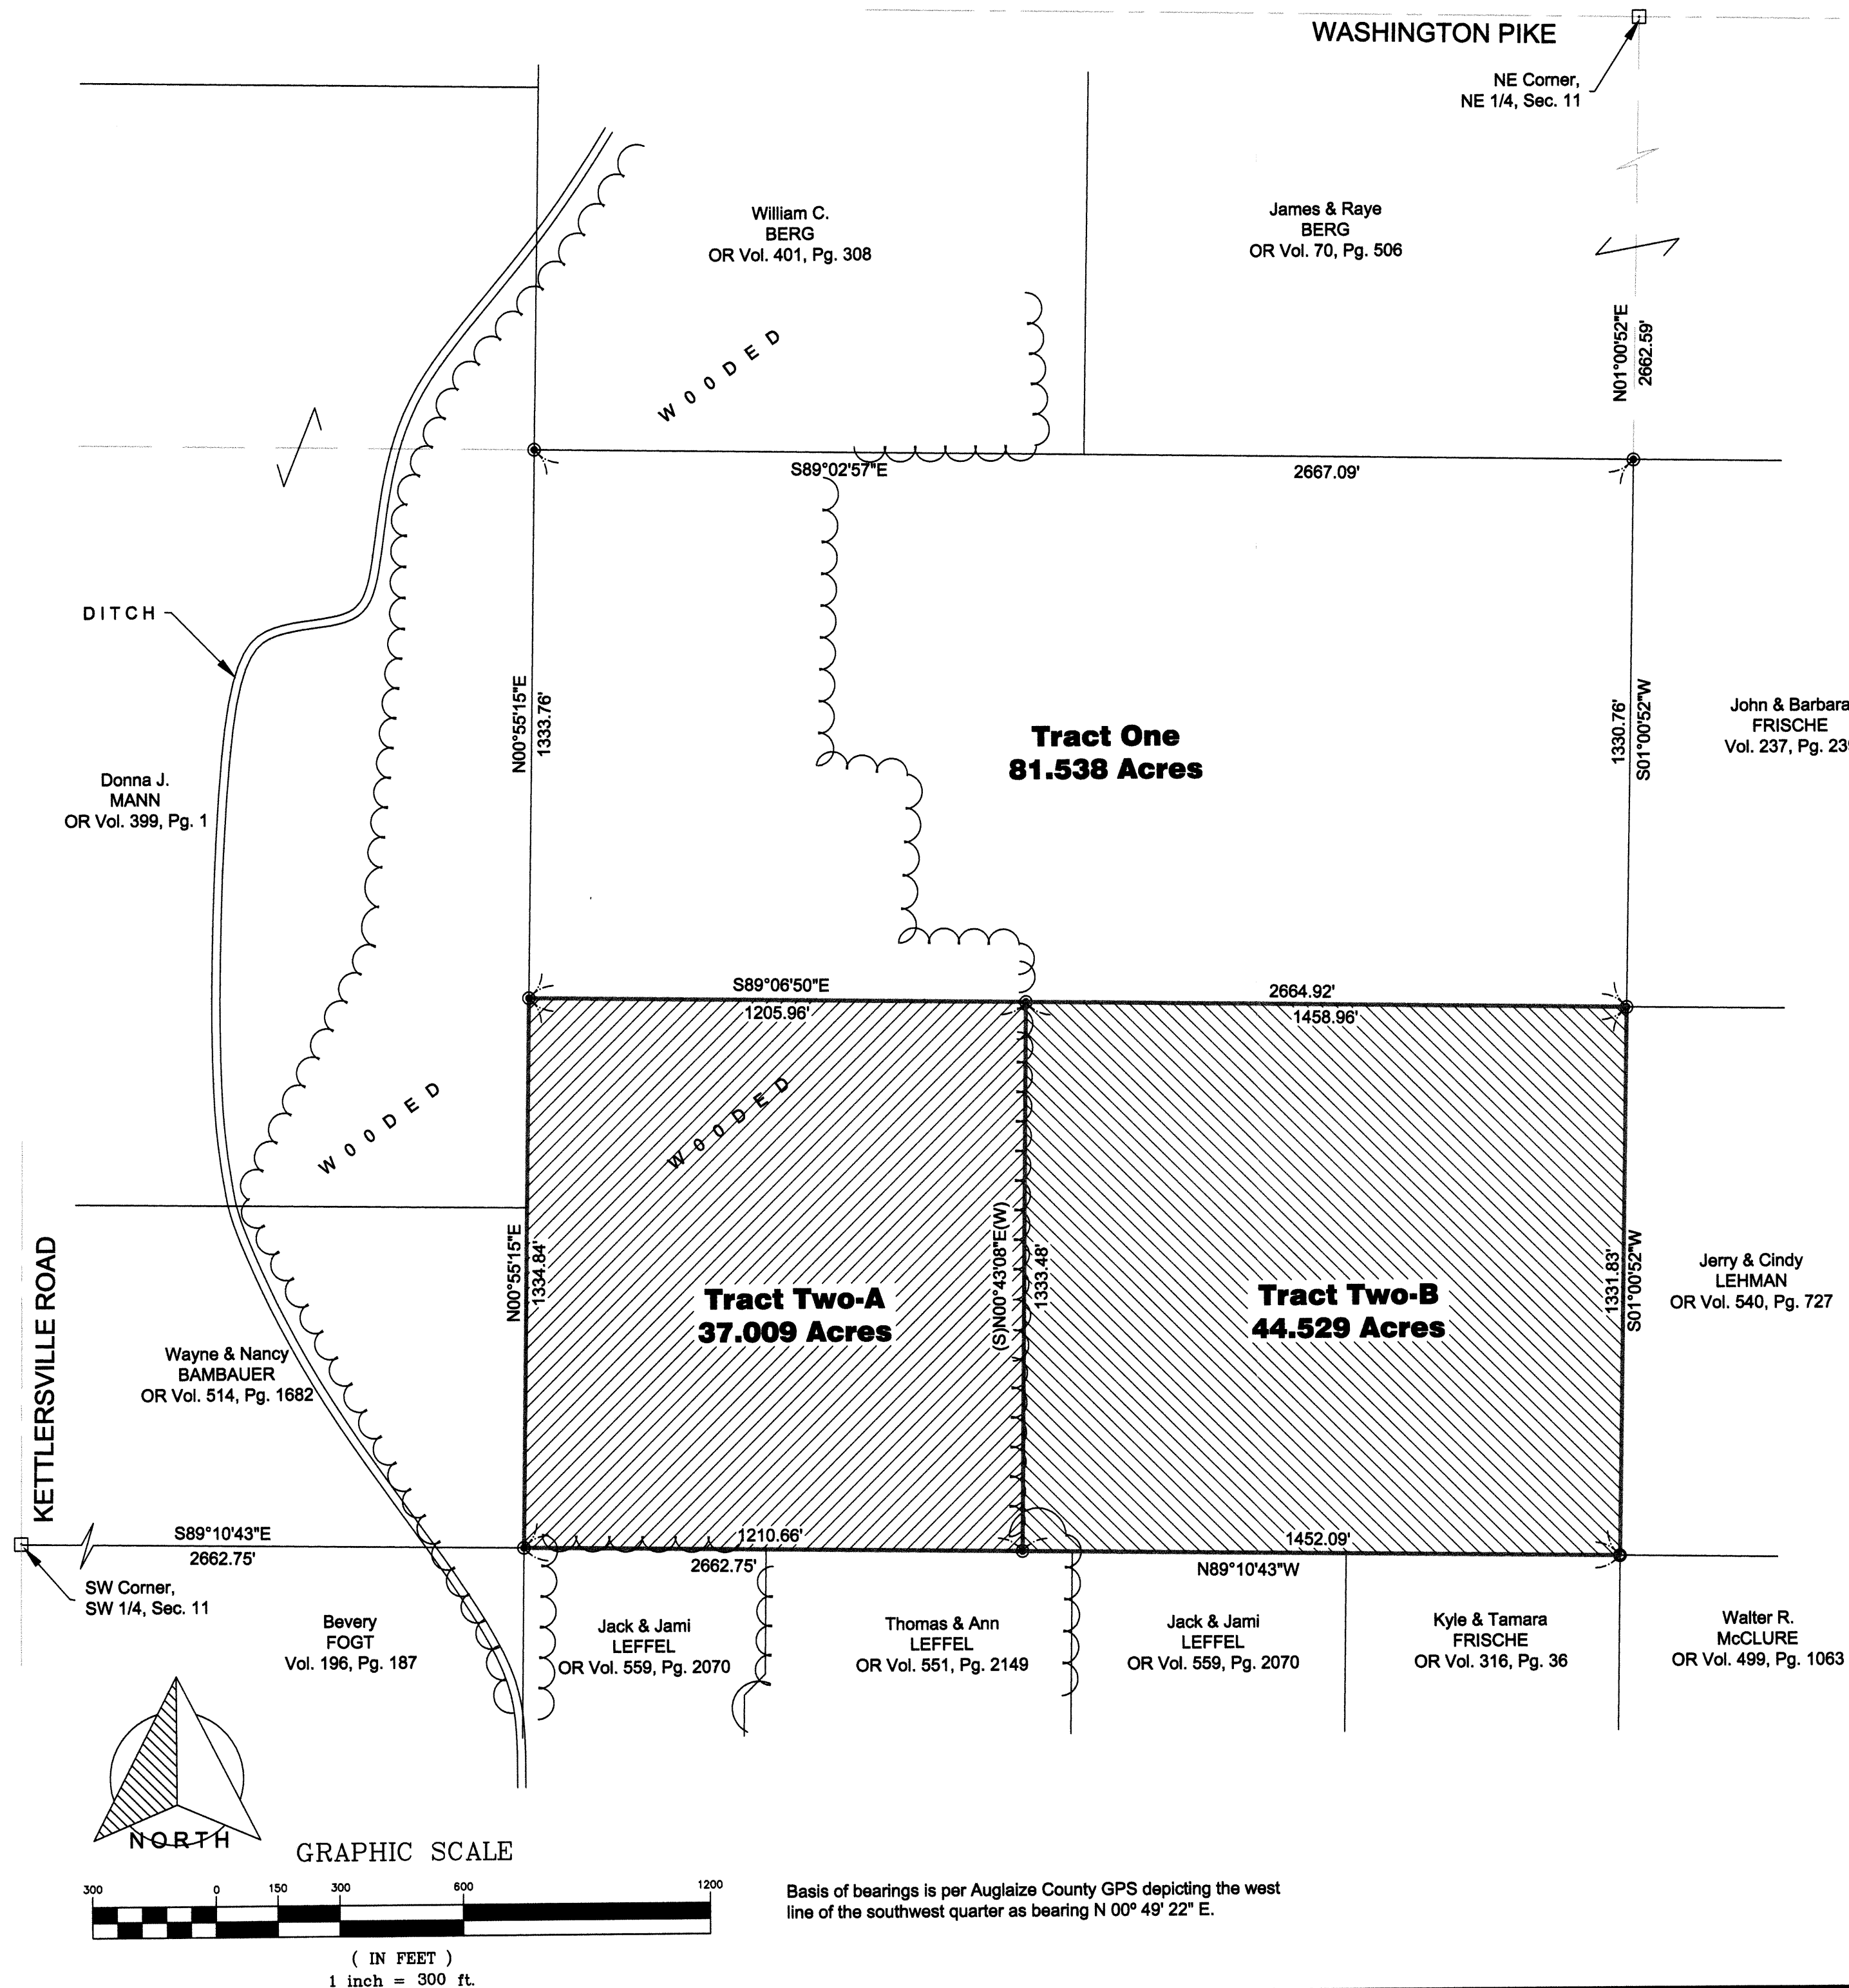 WASHINGTON PIKE
NE Corner,
NE 1/4, Sec. 11
William C.
BERG
OR Vol. 401, Pg. 308
James & Raye
BERG
OR Vol. 70, Pg. 506
N01°00'52"E
2662.59'
W 0 0 D E D
S89°02'57"E
2667.09'
D I T C H
N00°55'15"E
1333.76'
Tract One
81.538 Acres
1330.76'
S01°00'52"W
John & Barbara
FRISCHE
Vol. 237, Pg.
Donna J.
MANN
OR Vol. 399, Pg. 1
S89°06'50"E
1205.96'
2664.92'
1458.96'
W 0 0 D E D
W 0 0 D E D
N00°55'15"E
1334.84'
(S)N00°43'08"E(W)
1333.48'
1331.83'
S01°00'52"W
Tract Two-A
37.009 Acres
Tract Two-B
44.529 Acres
Jerry & Cindy
LEHMAN
OR Vol. 540, Pg. 727
KETTLERSVILLE ROAD
Wayne & Nancy
BAMBAUER
OR Vol. 514, Pg. 1682
S89°10'43"E
2662.75'
1210.66'
2662.75'
1452.09'
N89°10'43"W
SW Corner,
SW 1/4, Sec. 11
Bevery
FOGT
Vol. 196, Pg. 187
Jack & Jami
LEFFEL
OR Vol. 559, Pg. 2070
Thomas & Ann
LEFFEL
OR Vol. 551, Pg. 2149
Jack & Jami
LEFFEL
OR Vol. 559, Pg. 2070
Kyle & Tamara
FRISCHE
OR Vol. 316, Pg. 36
Walter R.
McCLURE
OR Vol. 499, Pg. 1063
NORTH
GRAPHIC SCALE
300 0 150 300 600 1200
( IN FEET )
1 inch = 300 ft.
Basis of bearings is per Auglaize County GPS depicting the west
line of the southwest quarter as bearing N 00º 49' 22" E.